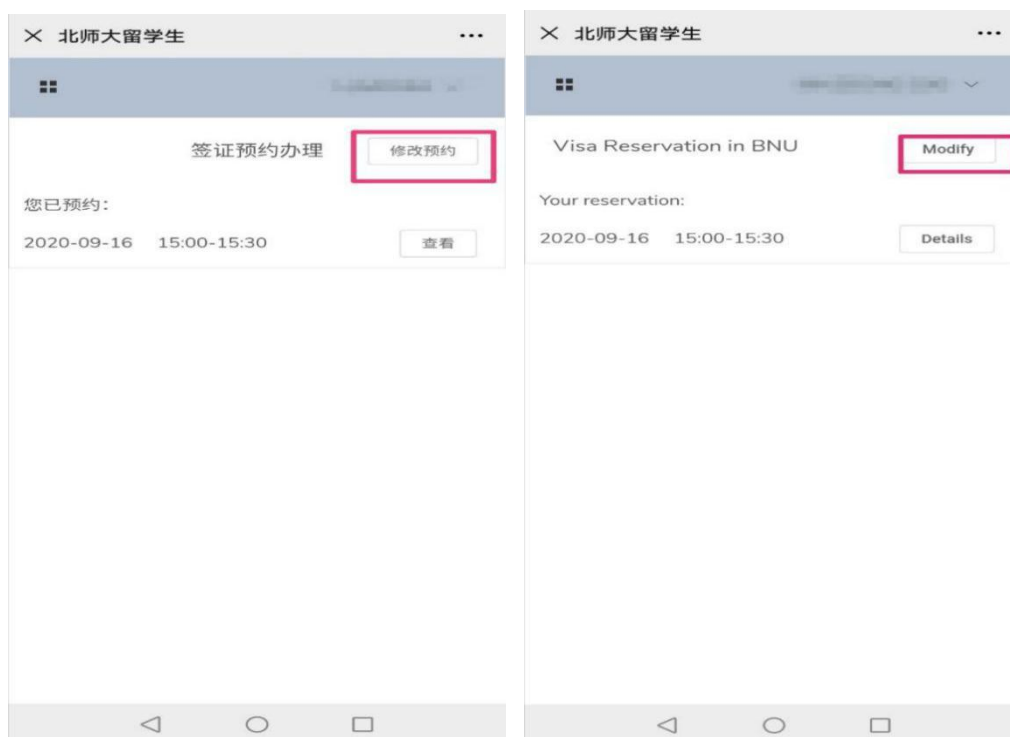 北师大留学生
签证预约办理 修改预约
您已预约：
2020-09-16 15:00-15:30 查看
北师大留学生
Visa Reservation in BNU Modify
Your reservation:
2020-09-16 15:00-15:30 Details